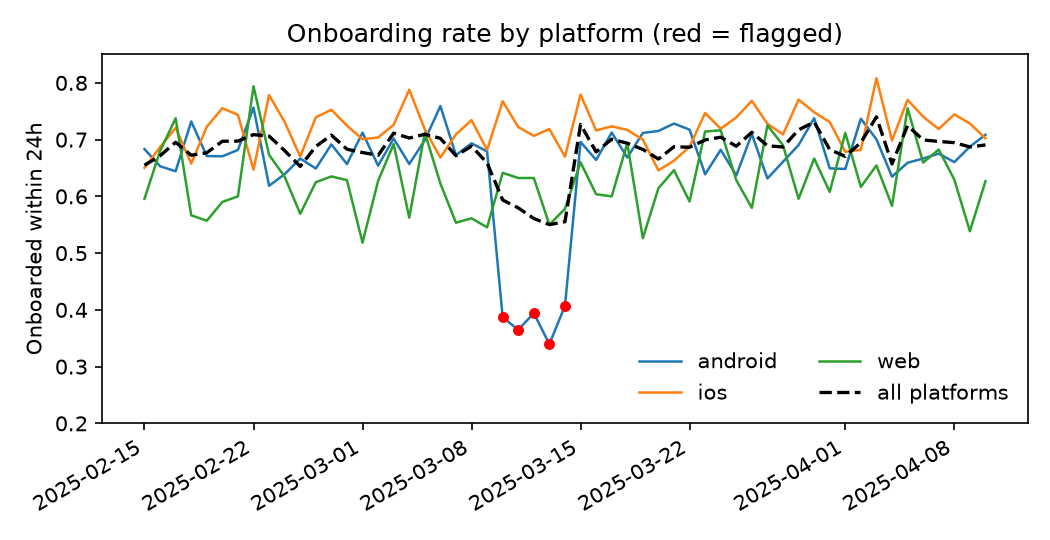 Onboarding rate by platform (red = flagged)
Onboarded within 24h
0.8
0.7
0.6
0.5
0.4
0.3
0.2
android
ios
web
all platforms
2025-02-15
2025-02-22
2025-03-01
2025-03-08
2025-03-15
2025-03-22
2025-04-01
2025-04-08